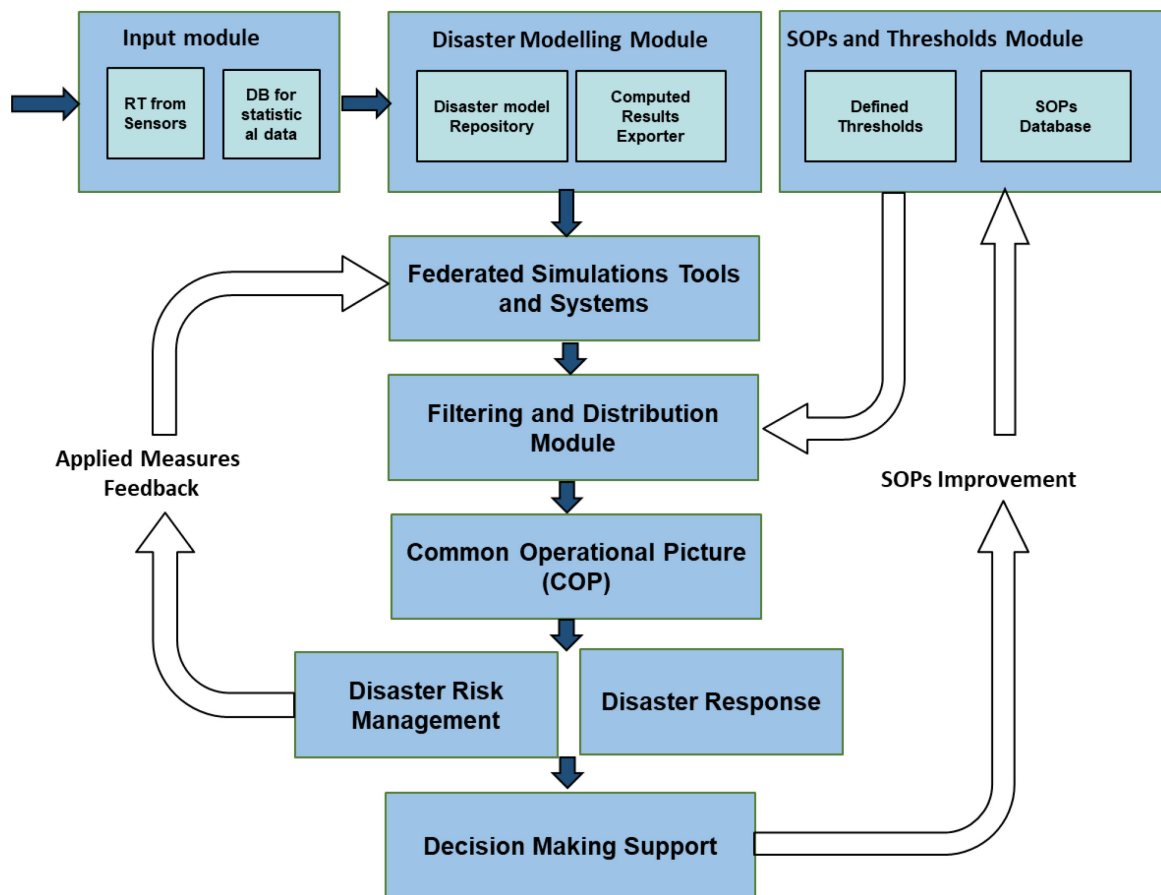 Input module
RT from
Sensors
DB for
statistic
al data
Disaster Modelling Module
Disaster model
Repository
Computed
Results
Exporter
SOPs and Thresholds Module
Defined
Thresholds
SOPs
Database
Federated Simulations Tools
and Systems
Filtering and Distribution
Module
Applied Measures
Feedback
SOPs Improvement
Common Operational Picture
(COP)
Disaster Risk
Management
Disaster Response
Decision Making Support